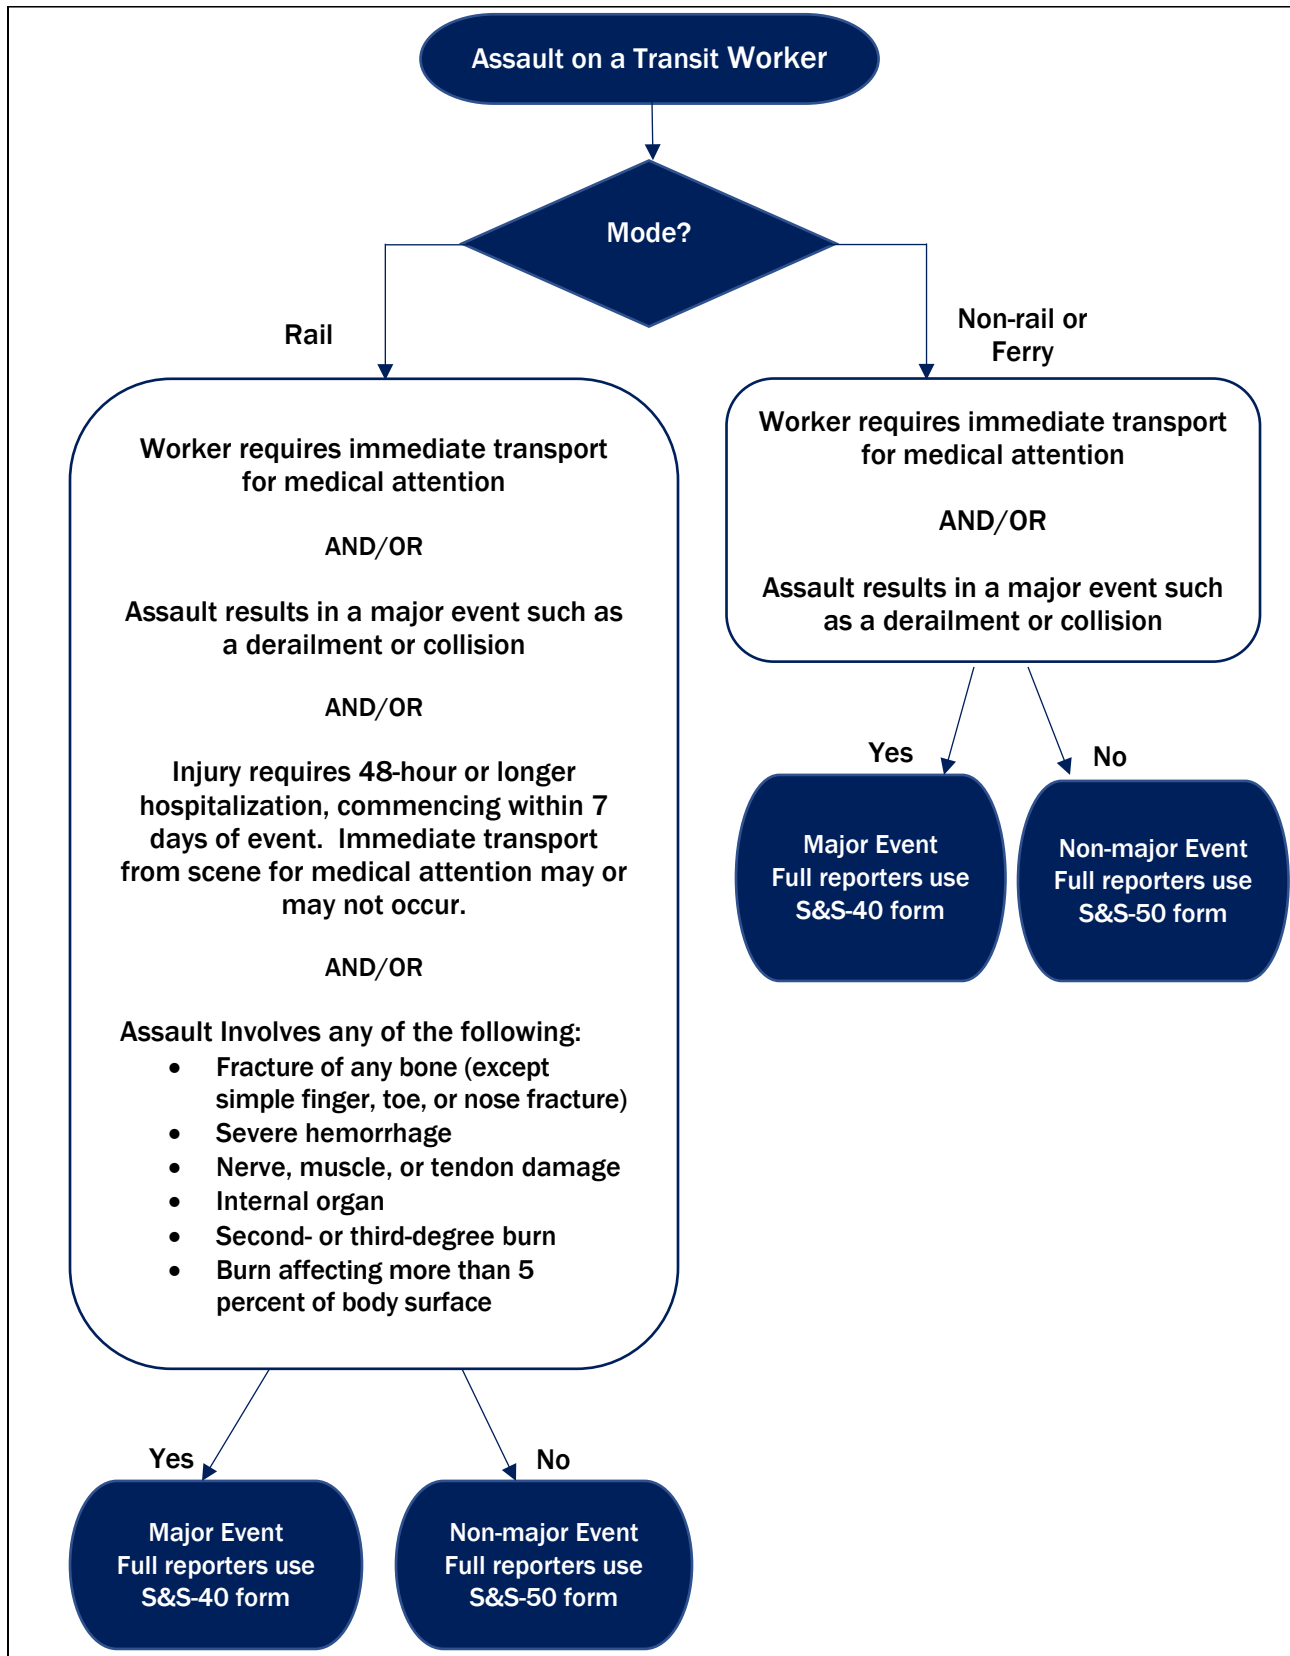 Assault on a Transit Worker
Mode?
Rail
Non-rail or
Ferry
Worker requires immediate transport
for medical attention
AND/OR
Assault results in a major event such as
a derailment or collision
AND/OR
Injury requires 48-hour or longer
hospitalization, commencing within 7
days of event.  Immediate transport
from scene for medical attention may or
may not occur.
AND/OR
Assault Involves any of the following:
• Fracture of any bone (except
simple finger, toe, or nose fracture)
• Severe hemorrhage
• Nerve, muscle, or tendon damage
• Internal organ
• Second- or third-degree burn
• Burn affecting more than 5
percent of body surface
Yes
No
Major Event
Full reporters use
S&S-40 form
Non-major Event
Full reporters use
S&S-50 form
Worker requires immediate transport
for medical attention
AND/OR
Assault results in a major event such
as a derailment or collision
Yes
No
Major Event
Full reporters use
S&S-40 form
Non-major Event
Full reporters use
S&S-50 form